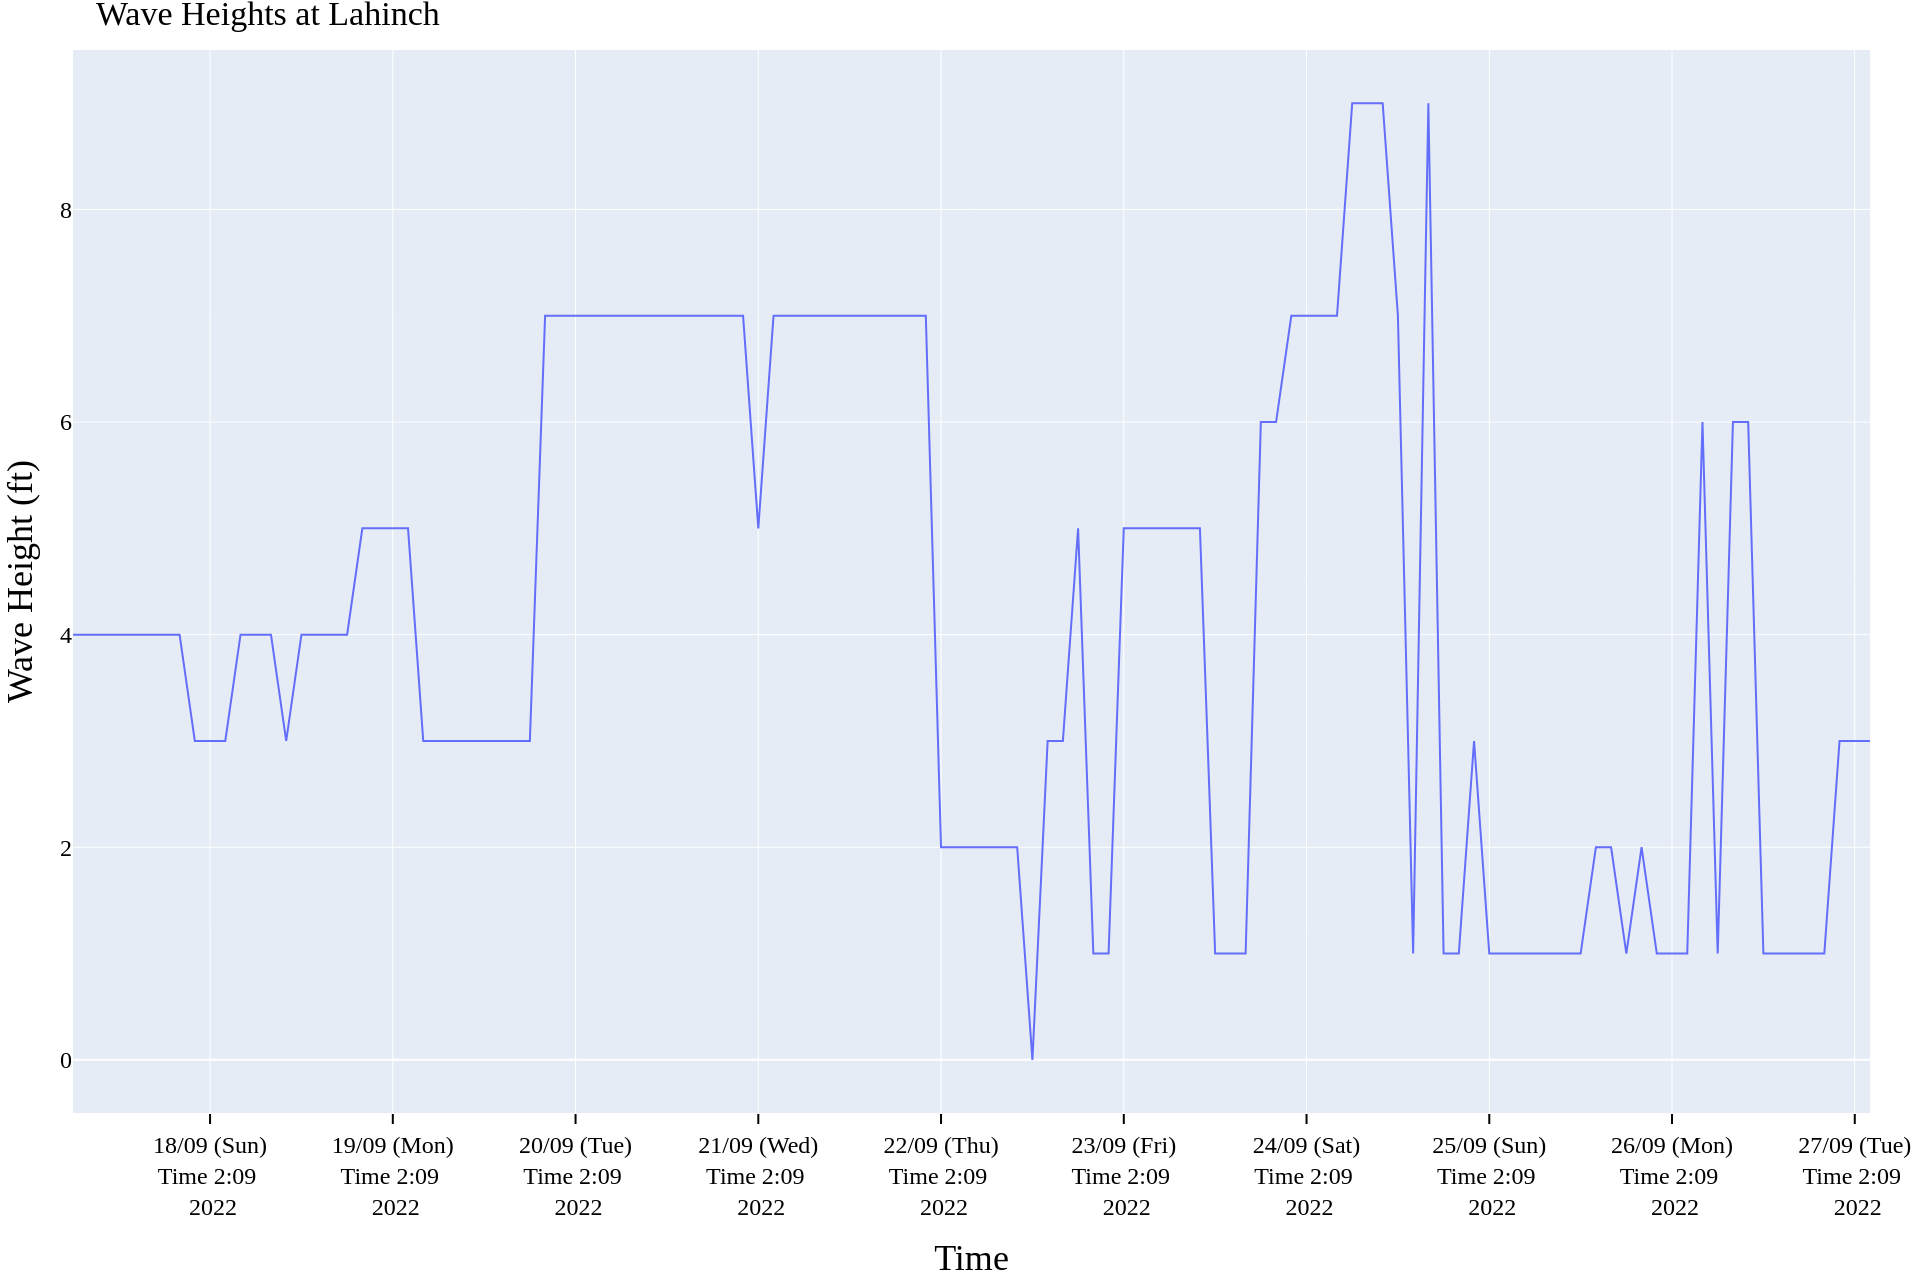 Wave Heights at Lahinch
Wave Height (ft)
8
6
4
2
0
18/09 (Sun)
Time 2:09
2022
19/09 (Mon)
Time 2:09
2022
20/09 (Tue)
Time 2:09
2022
21/09 (Wed)
Time 2:09
2022
22/09 (Thu)
Time 2:09
2022
23/09 (Fri)
Time 2:09
2022
24/09 (Sat)
Time 2:09
2022
25/09 (Sun)
Time 2:09
2022
26/09 (Mon)
Time 2:09
2022
27/09 (Tue)
Time 2:09
2022
Time